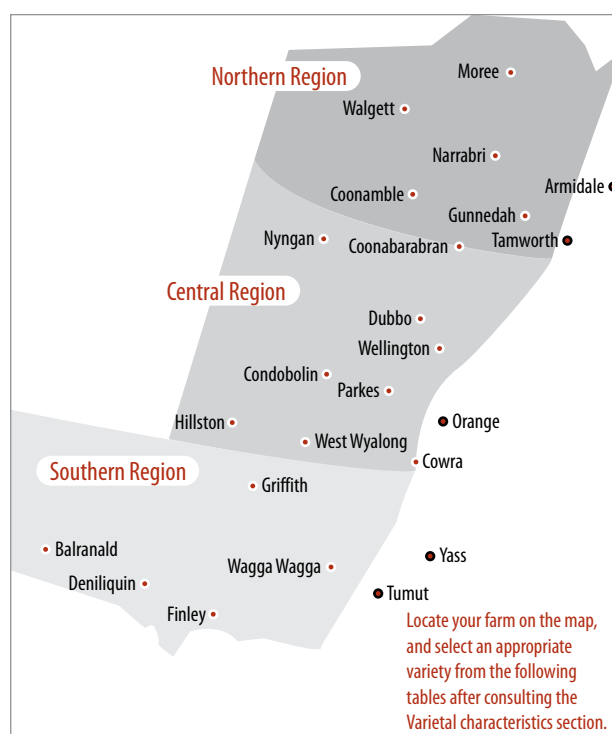 Northern Region
Moree
Walgett
Narrabri
Coonamble
Armidale
Gunnedah
Nyngan
Coonabarabran
Tamworth
Central Region
Dubbo
Wellington
Condobolin
Parkes
Hillston
Orange
West Wyalong
Cowra
Southern Region
Griffith
Balranald
Yass
Wagga Wagga
Deniliquin
Tumut
Finley
Locate your farm on the map,
and select an appropriate
variety from the following
tables after consulting the
Varietal characteristics section.